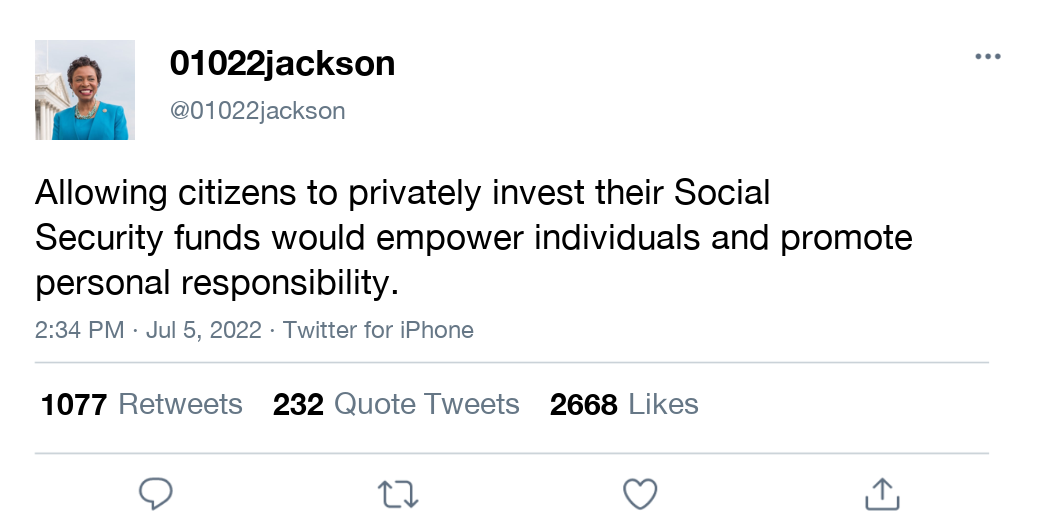 01022jackson
@01022jackson
Allowing citizens to privately invest their Social
Security funds would empower individuals and promote
personal responsibility.
2:34 PM · Jul 5, 2022 · Twitter for iPhone
1077 Retweets 232 Quote Tweets 2668 Likes